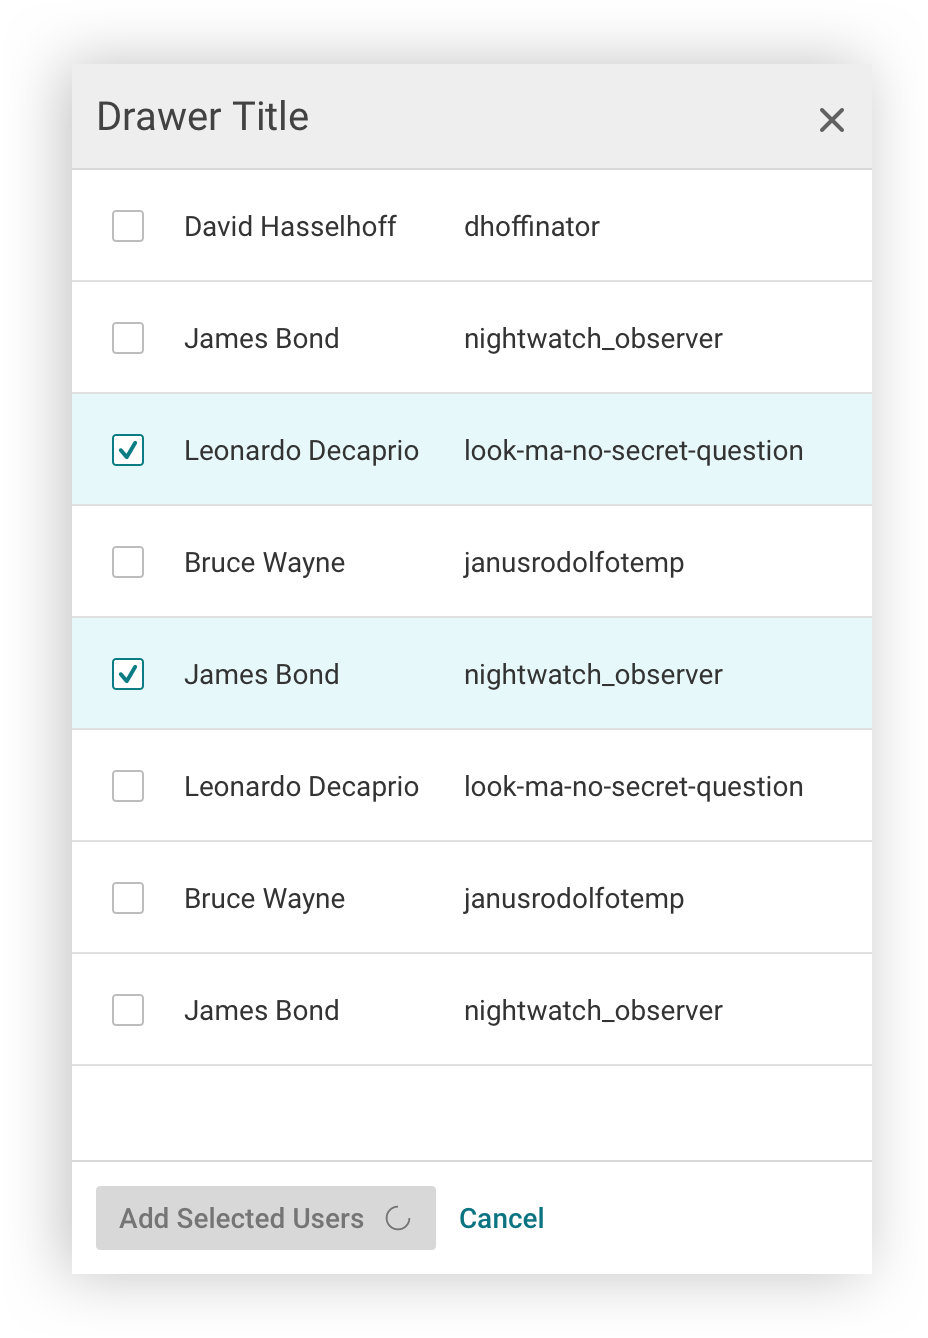 Drawer Title
David Hasselhoff dhoffinator
James Bond nightwatch_observer
Leonardo Decaprio look-ma-no-secret-question
Bruce Wayne janusrodolfotemp
James Bond nightwatch_observer
Leonardo Decaprio look-ma-no-secret-question
Bruce Wayne janusrodolfotemp
James Bond nightwatch_observer
Add Selected Users Cancel